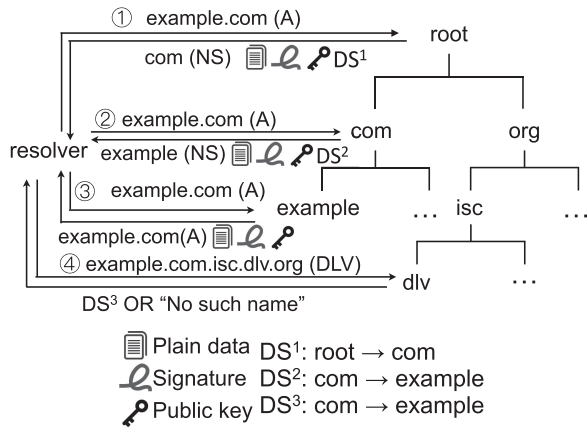 ① example.com (A)
root
com (NS) DS¹
② example.com (A)
com
org
resolver
example (NS) DS²
③ example.com (A)
example
...
isc
...
example.com(A)
④ example.com.isc.dlv.org (DLV)
dlv
...
DS³ OR “No such name”
Plain data
DS¹: root → com
Signature
DS²: com → example
Public key
DS³: com → example